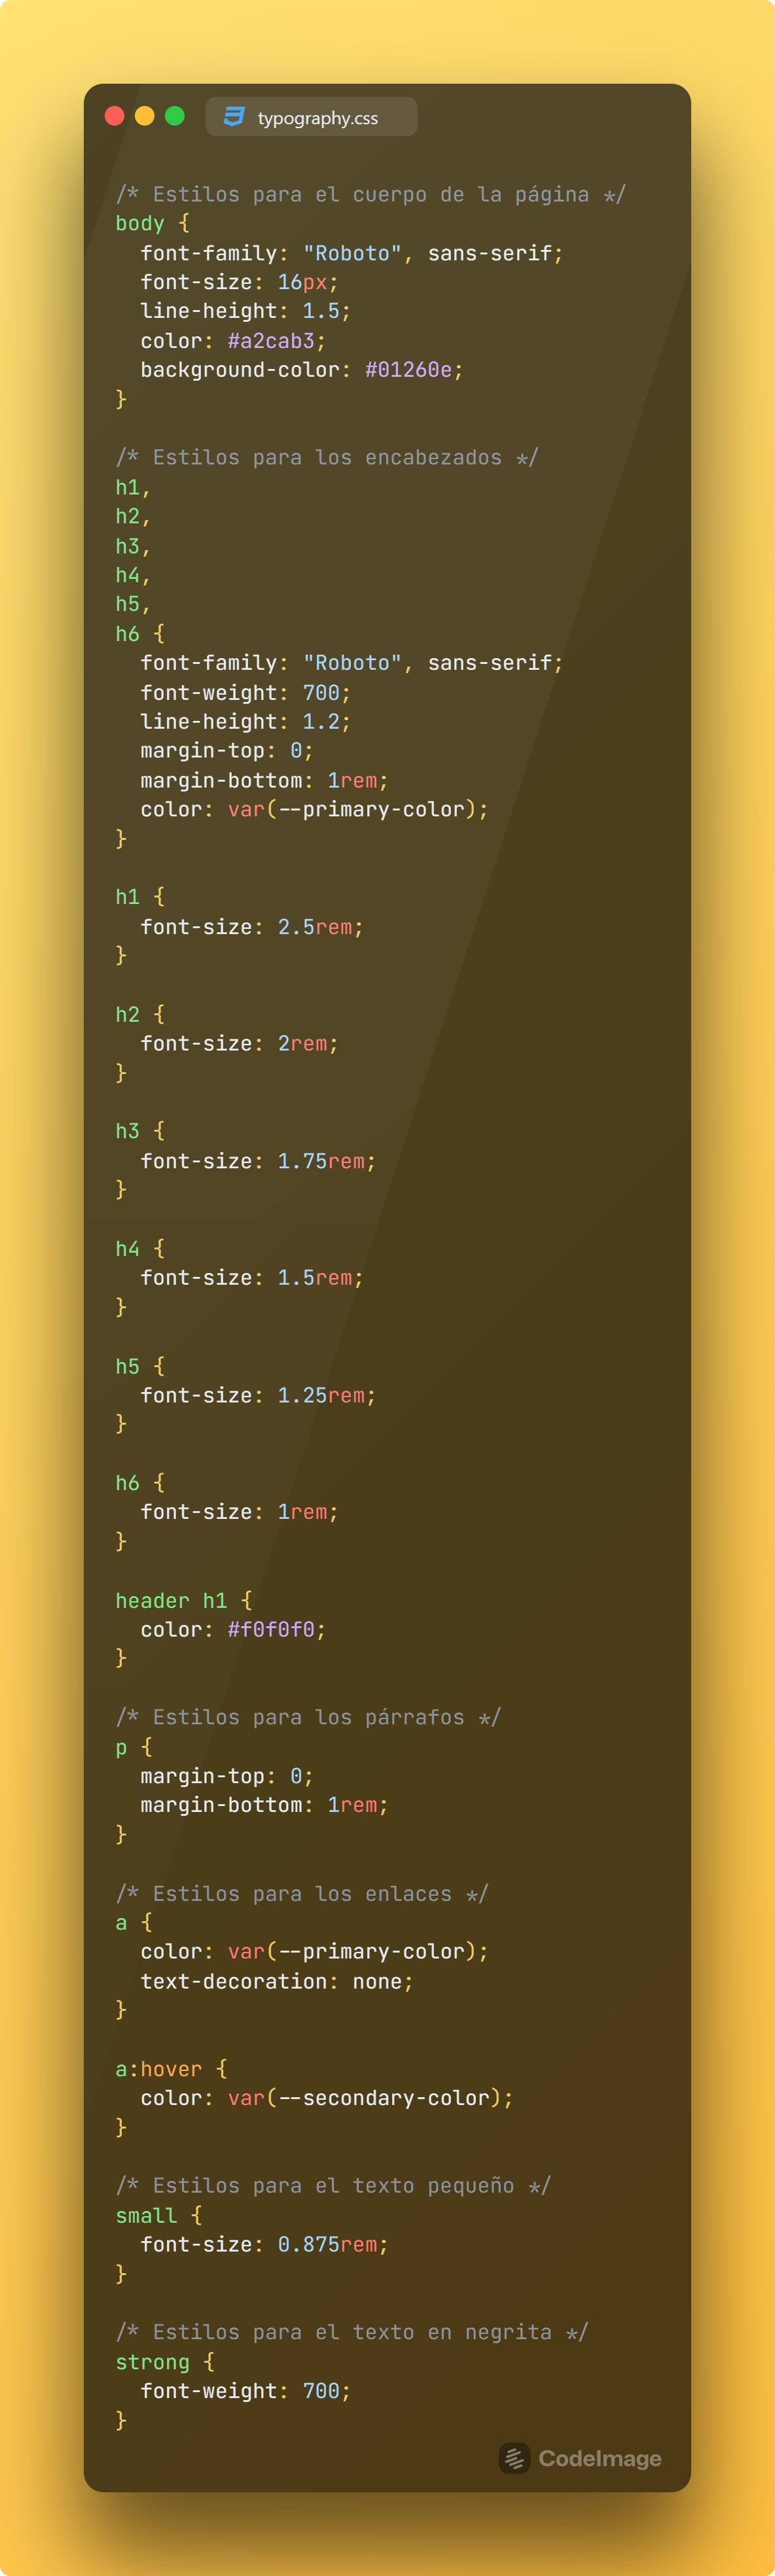 typography.css
/* Estilos para el cuerpo de la página */
body {
  font-family: "Roboto", sans-serif;
  font-size: 16px;
  line-height: 1.5;
  color: #a2cab3;
  background-color: #01260e;
}

/* Estilos para los encabezados */
h1,
h2,
h3,
h4,
h5,
h6 {
  font-family: "Roboto", sans-serif;
  font-weight: 700;
  line-height: 1.2;
  margin-top: 0;
  margin-bottom: 1rem;
  color: var(--primary-color);
}

h1 {
  font-size: 2.5rem;
}

h2 {
  font-size: 2rem;
}

h3 {
  font-size: 1.75rem;
}

h4 {
  font-size: 1.5rem;
}

h5 {
  font-size: 1.25rem;
}

h6 {
  font-size: 1rem;
}

header h1 {
  color: #f0f0f0;
}

/* Estilos para los párrafos */
p {
  margin-top: 0;
  margin-bottom: 1rem;
}

/* Estilos para los enlaces */
a {
  color: var(--primary-color);
  text-decoration: none;
}

a:hover {
  color: var(--secondary-color);
}

/* Estilos para el texto pequeño */
small {
  font-size: 0.875rem;
}

/* Estilos para el texto en negrita */
strong {
  font-weight: 700;
}
CodeImage